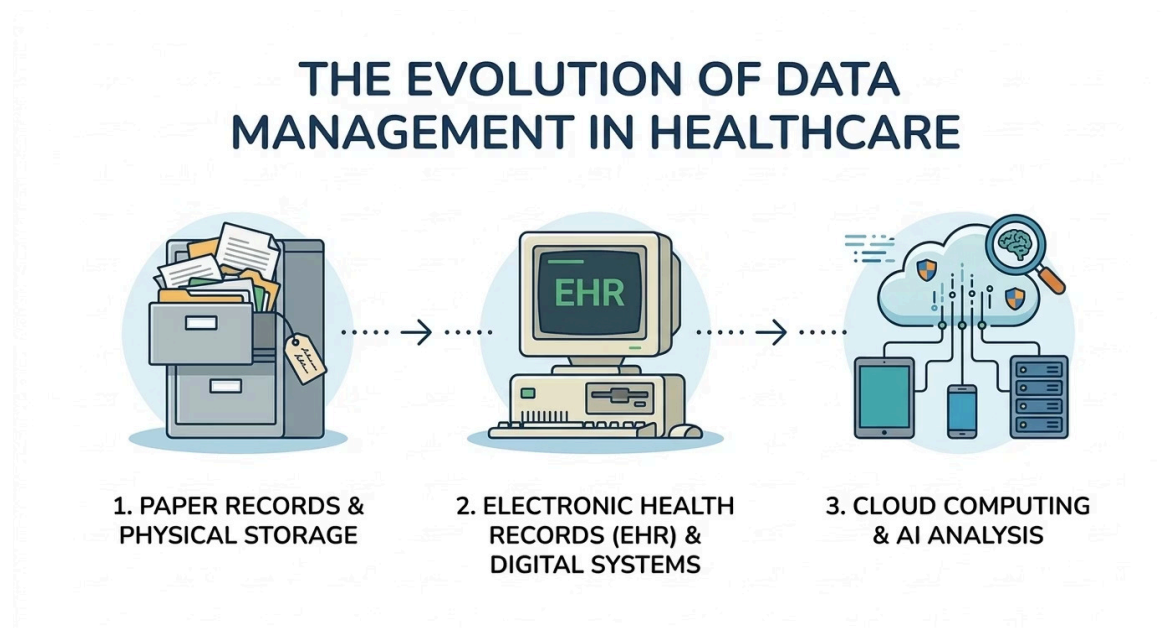 THE EVOLUTION OF DATA
MANAGEMENT IN HEALTHCARE
EHR
1. PAPER RECORDS &
PHYSICAL STORAGE
2. ELECTRONIC HEALTH
RECORDS (EHR) &
DIGITAL SYSTEMS
3. CLOUD COMPUTING
& AI ANALYSIS